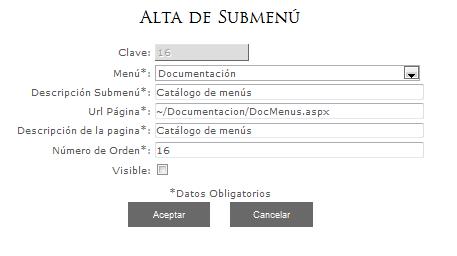 Alta de Submenú
Clave: 16
Menú*: Documentación
Descripción Submenú*: Catálogo de menús
Url Página*: ~/Documentacion/DocMenus.aspx
Descripción de la pagina*: Catálogo de menús
Número de Orden*: 16
Visible:
*Datos Obligatorios
Aceptar Cancelar